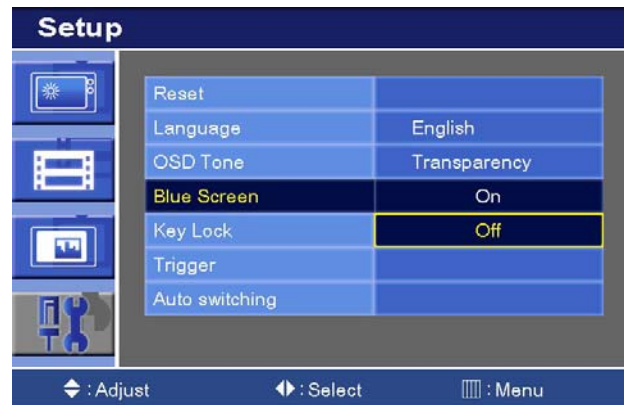 Setup
Reset
Language English
OSD Tone Transparency
Blue Screen On
Key Lock Off
Trigger
Auto switching
: Adjust : Select : Menu